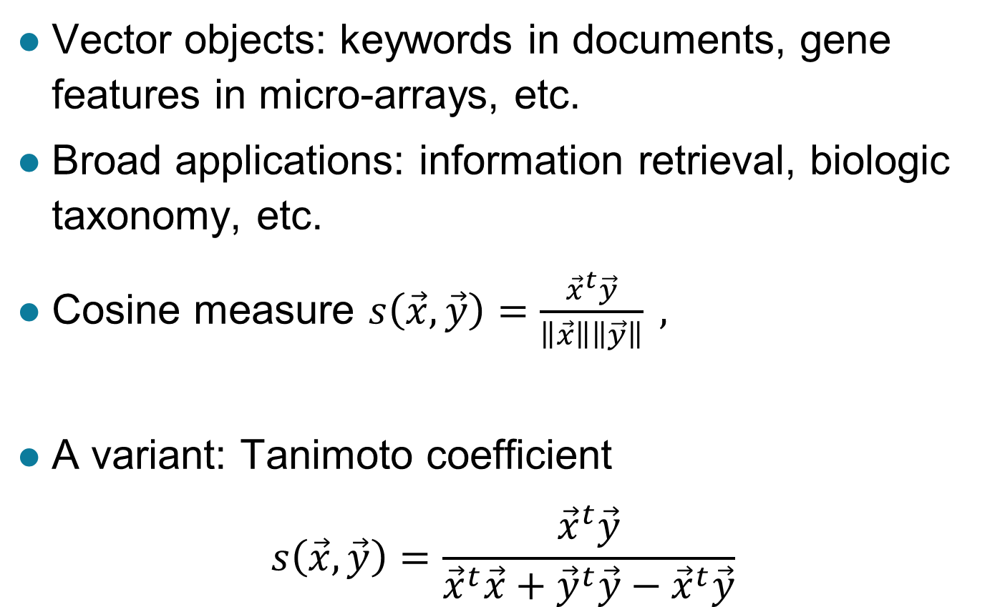 • Vector objects: keywords in documents, gene
features in micro-arrays, etc.
• Broad applications: information retrieval, biologic
taxonomy, etc.
• Cosine measure $s(\vec{x}, \vec{y}) = \frac{\vec{x}^t \vec{y}}{\|\vec{x}\| \|\vec{y}\|}$ ,
• A variant: Tanimoto coefficient
$s(\vec{x}, \vec{y}) = \frac{\vec{x}^t \vec{y}}{\vec{x}^t \vec{x} + \vec{y}^t \vec{y} - \vec{x}^t \vec{y}}$